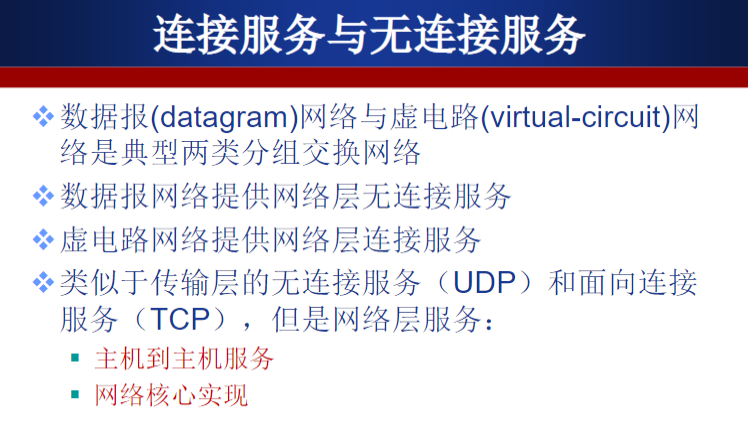 连接服务与无连接服务
数据报(datagram)网络与虚电路(virtual-circuit)网
络是典型两类分组交换网络
数据报网络提供网络层无连接服务
虚电路网络提供网络层连接服务
类似于传输层的无连接服务（UDP）和面向连接
服务（TCP），但是网络层服务：
主机到主机服务
网络核心实现